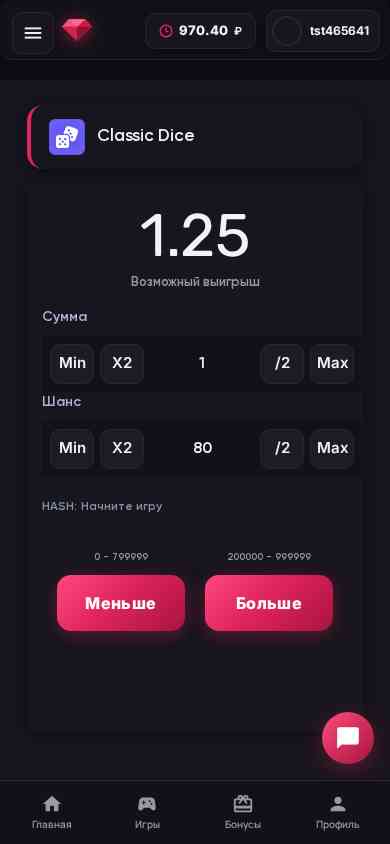 970.40 ₽
tst465641
Classic Dice
1.25
Возможный выигрыш
Сумма
Min X2 1 /2 Max
Шанс
Min X2 80 /2 Max
HASH: Начните игру
0 - 799999 200000 - 999999
Меньше Больше
Главная Игры Бонусы Профиль